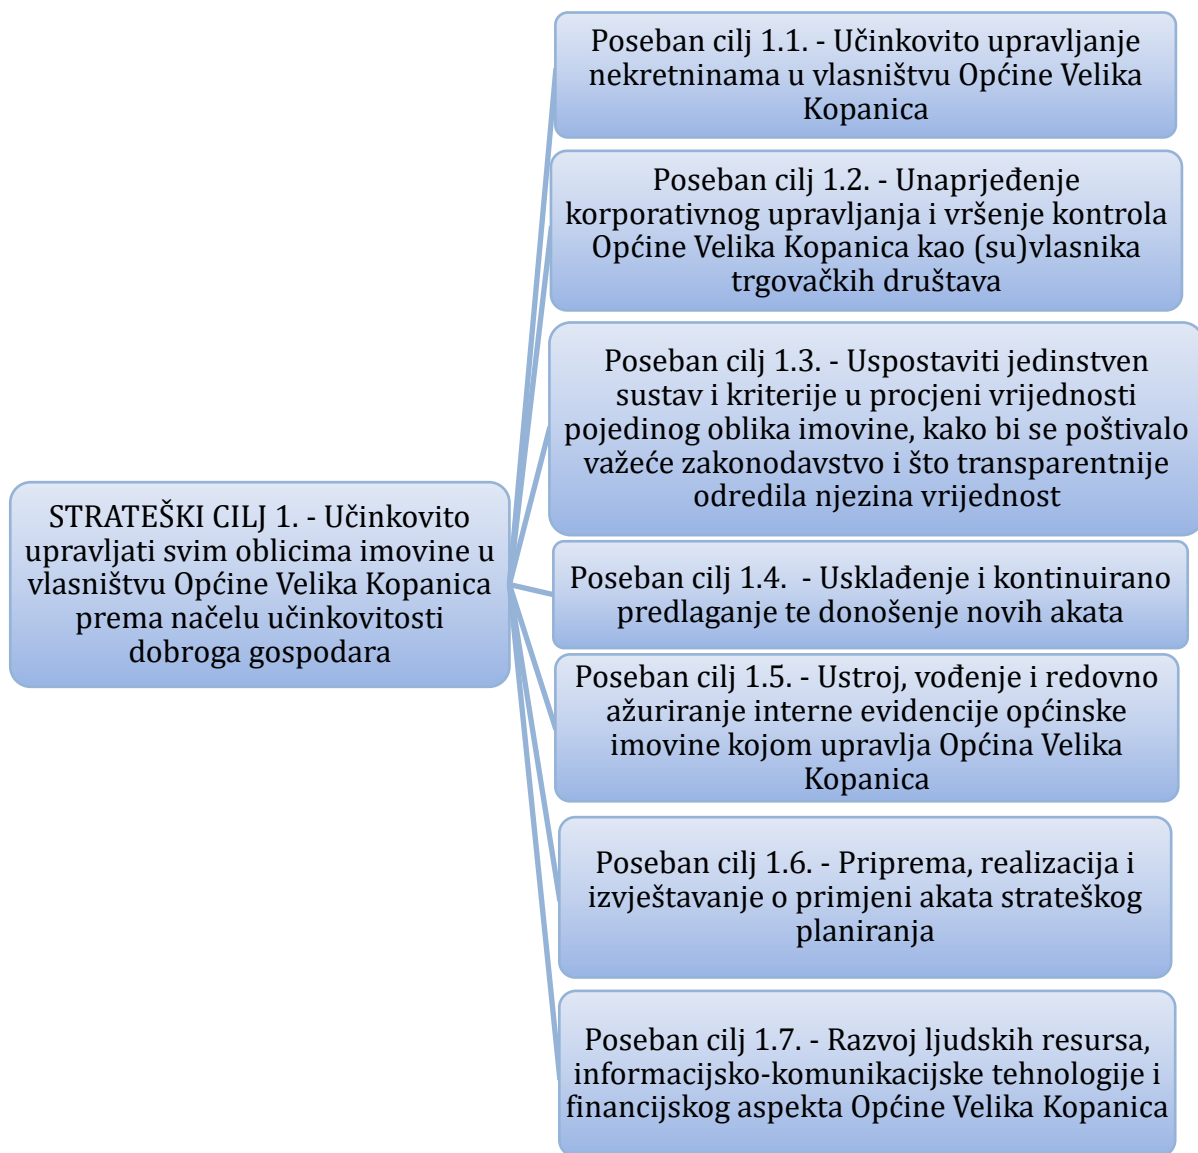 STRATEŠKI CILJ 1. - Učinkovito
upravljati svim oblicima imovine u
vlasništvu Općine Velika Kopanica
prema načelu učinkovitosti
dobroga gospodara
Poseban cilj 1.1. - Učinkovito upravljanje
nekretninama u vlasništvu Općine Velika
Kopanica
Poseban cilj 1.2. - Unaprjeđenje
korporativnog upravljanja i vršenje kontrola
Općine Velika Kopanica kao (su)vlasnika
trgovačkih društava
Poseban cilj 1.3. - Uspostaviti jedinstven
sustav i kriterije u procjeni vrijednosti
pojedinog oblika imovine, kako bi se poštivalo
važeće zakonodavstvo i što transparentnije
odredila njezina vrijednost
Poseban cilj 1.4.  - Usklađenje i kontinuirano
predlaganje te donošenje novih akata
Poseban cilj 1.5. - Ustroj, vođenje i redovno
ažuriranje interne evidencije općinske
imovine kojom upravlja Općina Velika
Kopanica
Poseban cilj 1.6. - Priprema, realizacija i
izvještavanje o primjeni akata strateškog
planiranja
Poseban cilj 1.7. - Razvoj ljudskih resursa,
informacijsko-komunikacijske tehnologije i
financijskog aspekta Općine Velika Kopanica